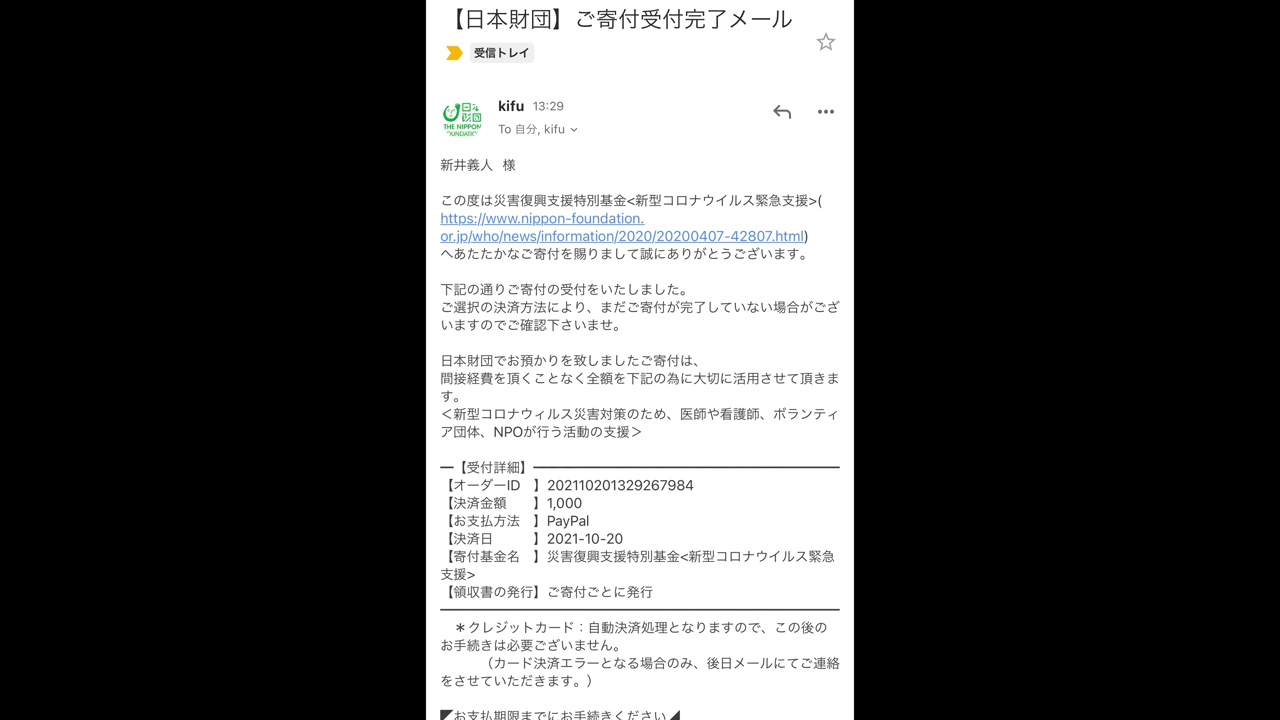 【日本財団】ご寄付受付完了メール
受信トレイ
kifu 13:29
To 自分, kifu
THE NIPPON
FOUNDATION
新井義人 様
この度は災害復興支援特別基金<新型コロナウイルス緊急支援>(
https://www.nippon-foundation.
or.jp/who/news/information/2020/20200407-42807.html)
へあたたかなご寄付を賜りまして誠にありがとうございます。
下記の通りご寄付の受付をいたしました。
ご選択の決済方法により、まだご寄付が完了していない場合がござ
いますのでご確認下さいませ。
日本財団でお預かりを致しましたご寄付は、
間接経費を頂くことなく全額を下記の為に大切に活用させて頂きま
す。
＜新型コロナウィルス災害対策のため、医師や看護師、ボランティ
ア団体、NPOが行う活動の支援＞
━【受付詳細】━━━━━━━━━━━━━━━━━━━━━━━
【オーダーID　】202110201329267984
【決済金額　　】1,000
【お支払方法　】PayPal
【決済日　　　】2021-10-20
【寄付基金名　】災害復興支援特別基金<新型コロナウイルス緊急
支援>
【領収書の発行】ご寄付ごとに発行
━━━━━━━━━━━━━━━━━━━━━━━━━━━━━━
＊クレジットカード：自動決済処理となりますので、この後の
お手続きは必要ございません。
（カード決済エラーとなる場合のみ、後日メールにてご連絡
をさせていただきます。）
◤お支払期限までにお手続きください◢